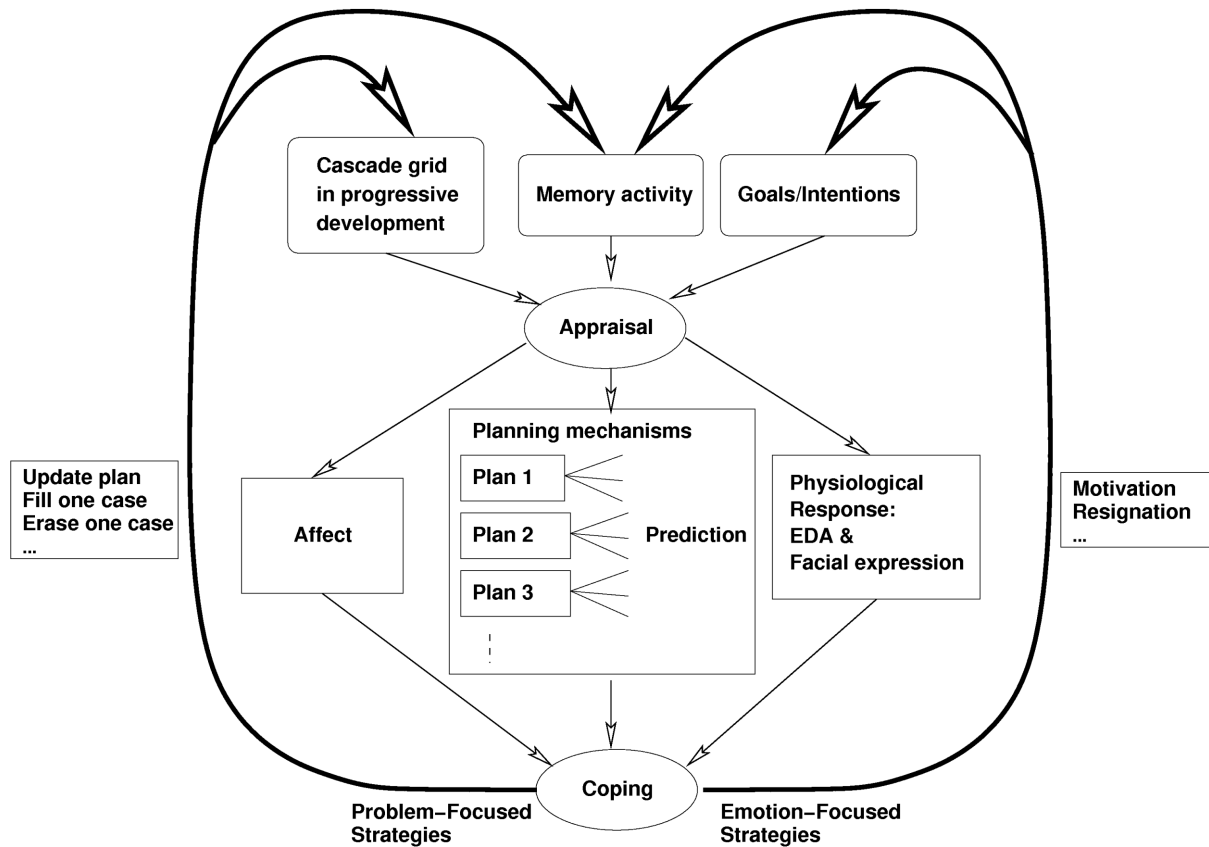 Cascade grid
in progressive
development
Memory activity
Goals/Intentions
Appraisal
Planning mechanisms
Plan 1
Plan 2
Plan 3
Prediction
Affect
Physiological
Response:
EDA &
Facial expression
Update plan
Fill one case
Erase one case
...
Motivation
Resignation
...
Coping
Problem−Focused
Strategies
Emotion−Focused
Strategies